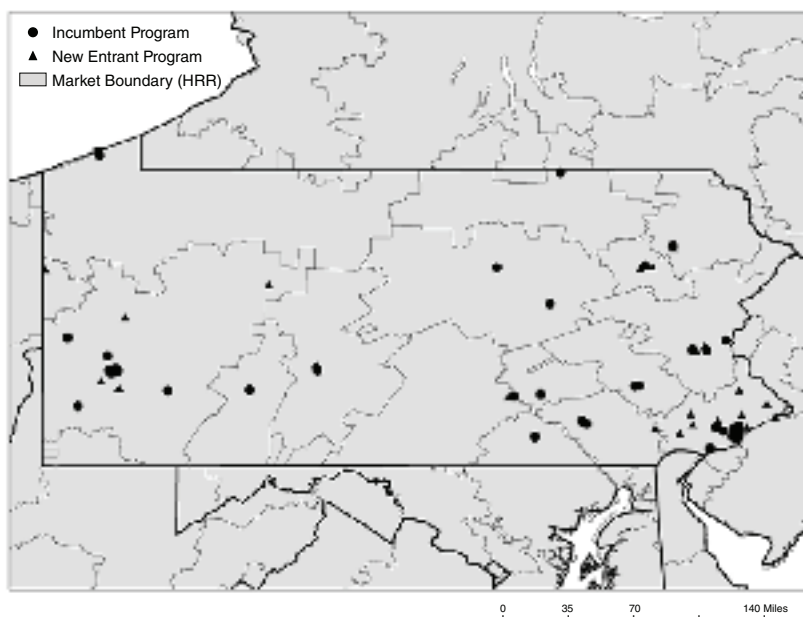 Incumbent Program
New Entrant Program
Market Boundary (HRR)
0 35 70 140 Miles